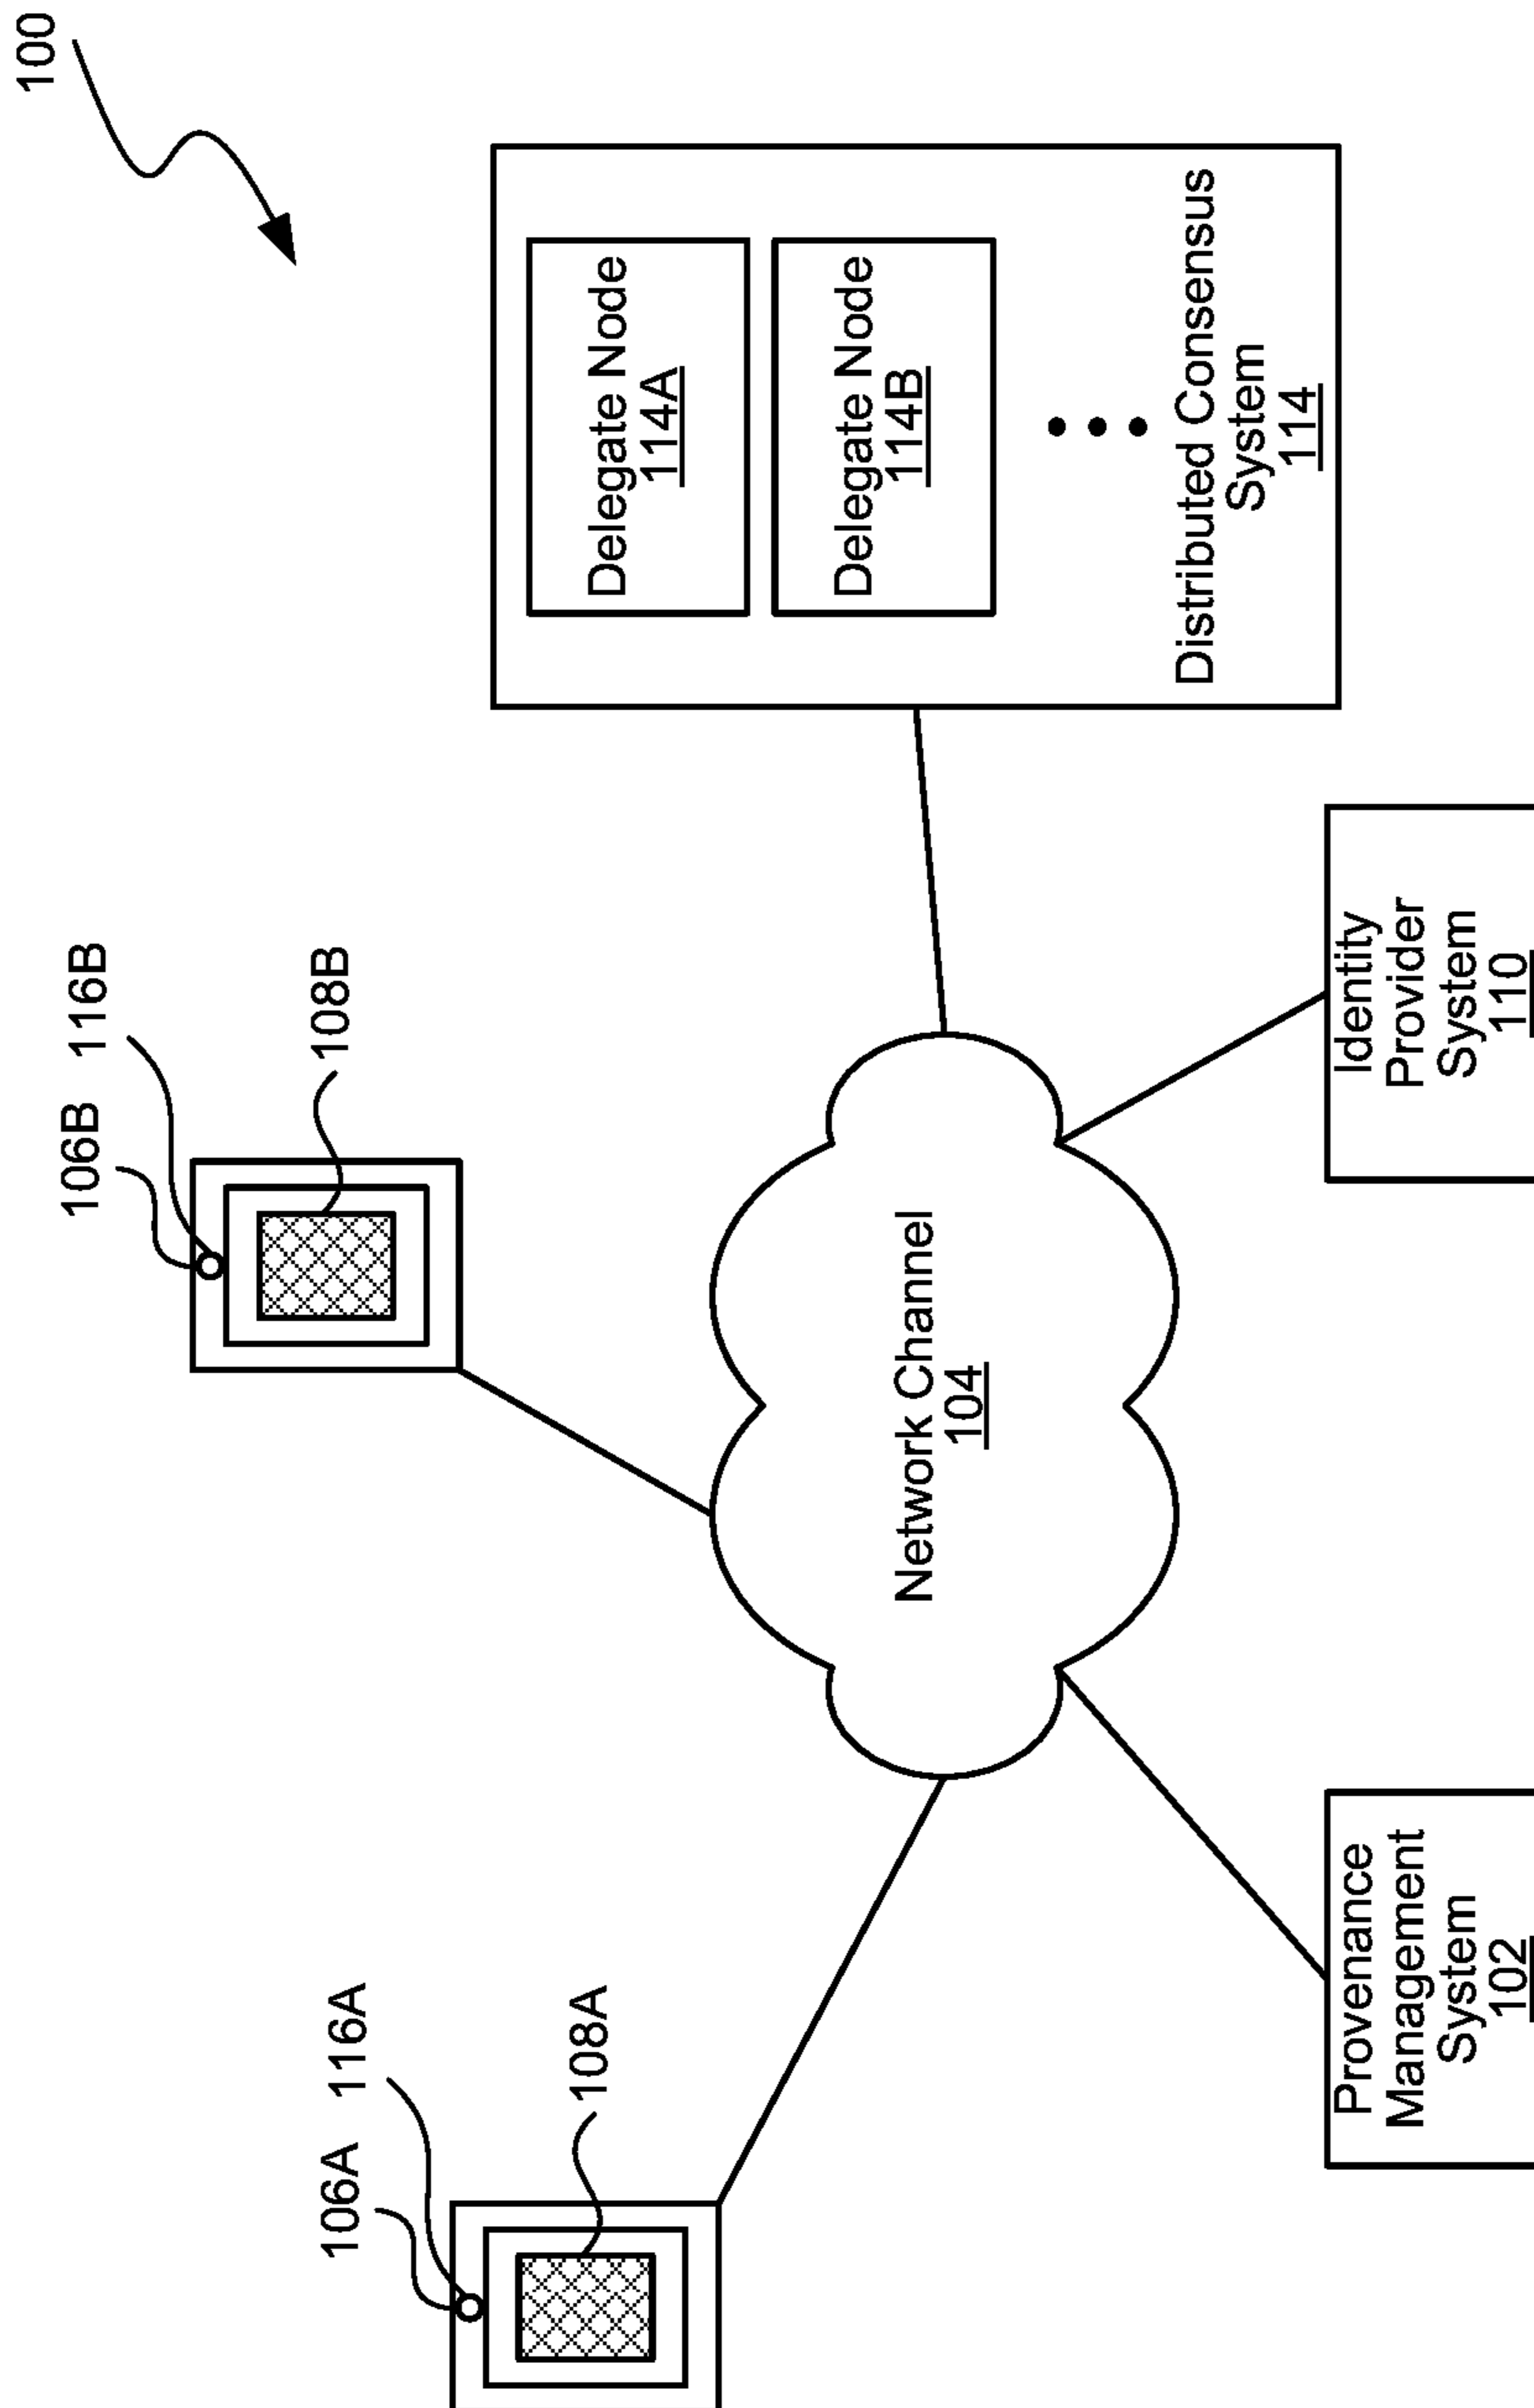 100
106A
116A
108A
106B
116B
108B
Delegate Node
114A
Delegate Node
114B
Distributed Consensus
System
114
Network Channel
104
Provenance
Management
System
102
Identity
Provider
System
110